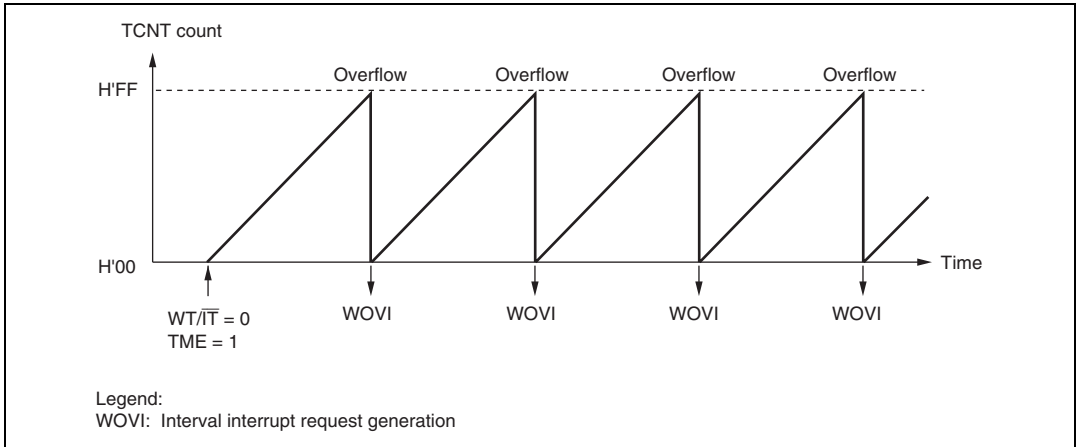 TCNT count
Overflow Overflow Overflow Overflow
H'FF
H'00
Time
WT/I̅T̅ = 0
TME = 1
WOVI WOVI WOVI WOVI
Legend:
WOVI: Interval interrupt request generation